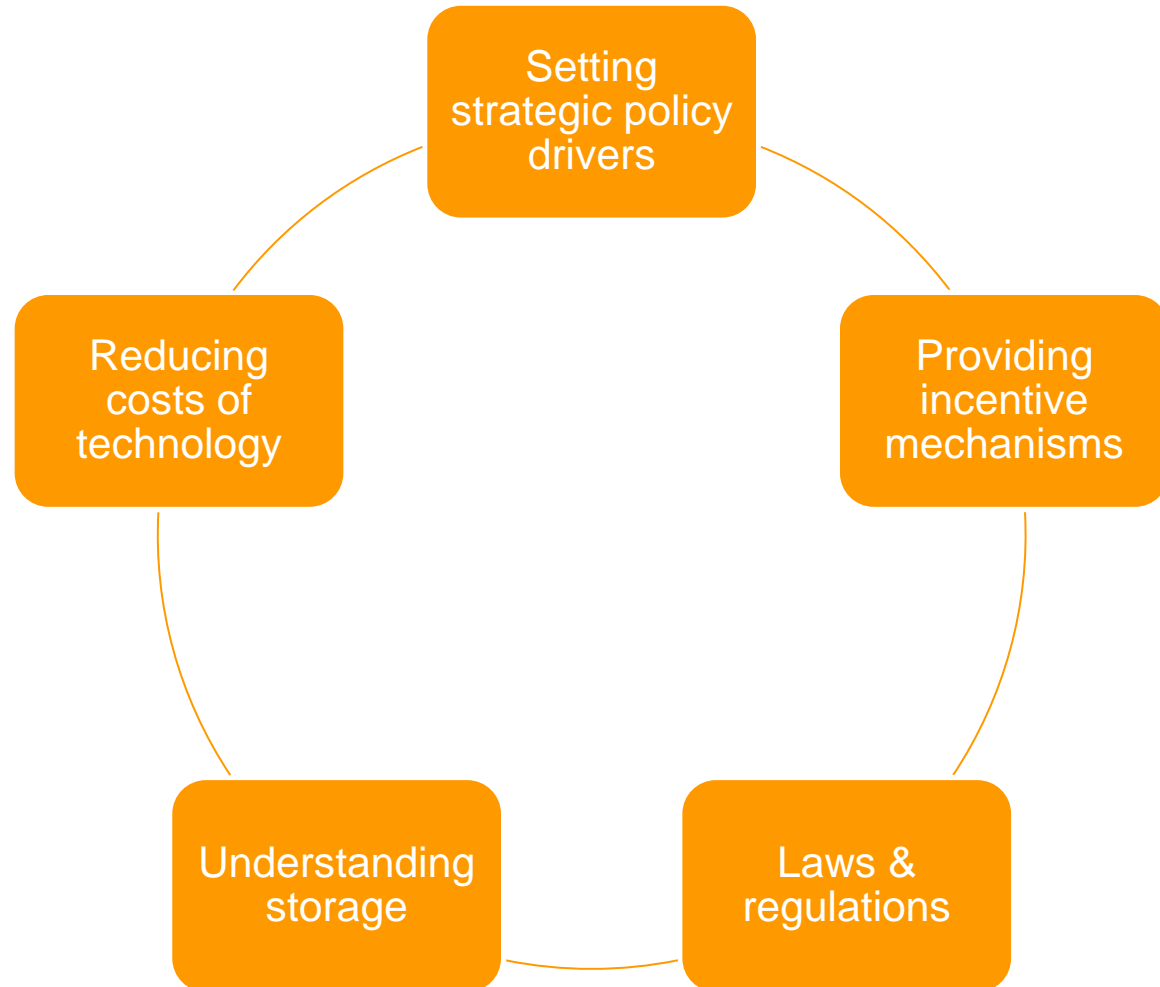 Setting
strategic policy
drivers
Providing
incentive
mechanisms
Laws &
regulations
Understanding
storage
Reducing
costs of
technology